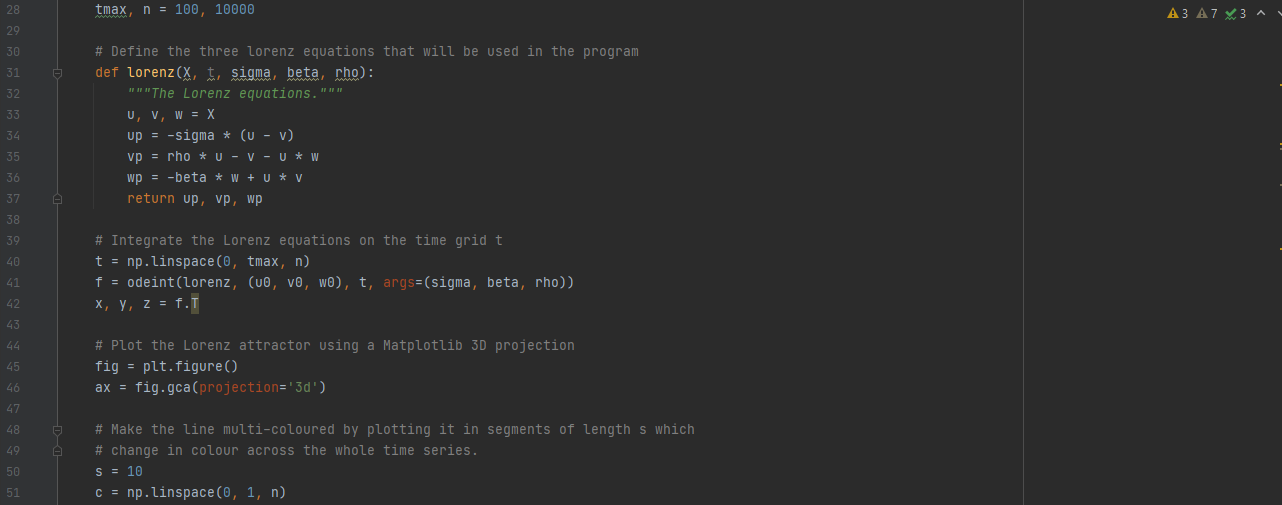 28 tmax, n = 100, 10000
29
30 # Define the three lorenz equations that will be used in the program
31 def lorenz(X, t, sigma, beta, rho):
32 """The Lorenz equations."""
33 u, v, w = X
34 up = -sigma * (u - v)
35 vp = rho * u - v - u * w
36 wp = -beta * w + u * v
37 return up, vp, wp
38
39 # Integrate the Lorenz equations on the time grid t
40 t = np.linspace(0, tmax, n)
41 f = odeint(lorenz, (u0, v0, w0), t, args=(sigma, beta, rho))
42 x, y, z = f.T
43
44 # Plot the Lorenz attractor using a Matplotlib 3D projection
45 fig = plt.figure()
46 ax = fig.gca(projection='3d')
47
48 # Make the line multi-coloured by plotting it in segments of length s which
49 # change in colour across the whole time series.
50 s = 10
51 c = np.linspace(0, 1, n)
3 7 3